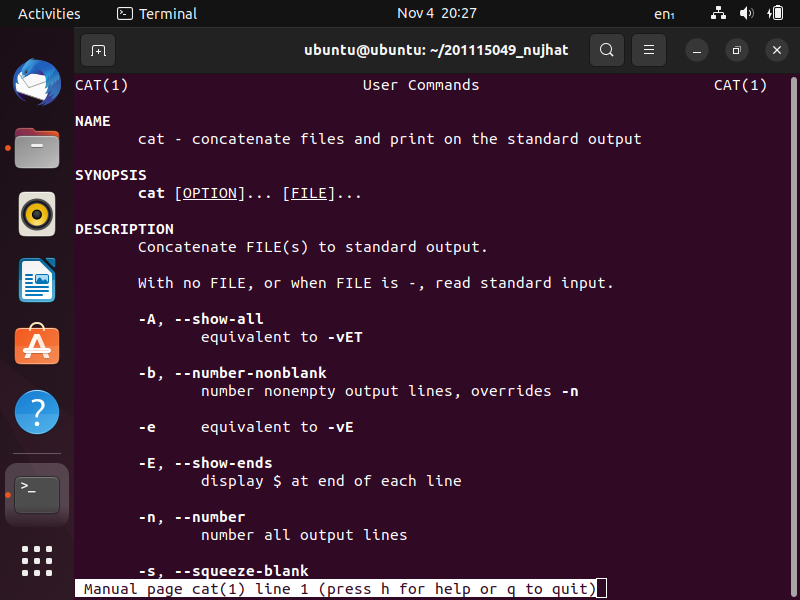 Activities Terminal Nov 4 20:27 en₁
ubuntu@ubuntu: ~/201115049_nujhat
CAT(1) User Commands CAT(1)
NAME
cat - concatenate files and print on the standard output
SYNOPSIS
cat [OPTION]... [FILE]...
DESCRIPTION
Concatenate FILE(s) to standard output.
With no FILE, or when FILE is -, read standard input.
-A, --show-all
equivalent to -vET
-b, --number-nonblank
number nonempty output lines, overrides -n
-e equivalent to -vE
-E, --show-ends
display $ at end of each line
-n, --number
number all output lines
-s, --squeeze-blank
Manual page cat(1) line 1 (press h for help or q to quit)